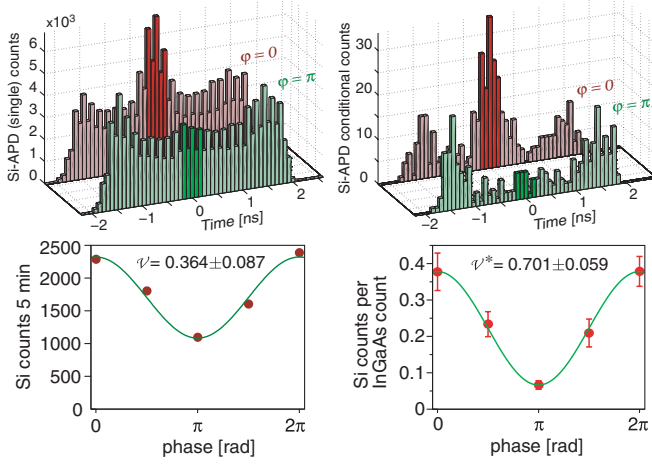 ×10³
Si-APD (single) counts
6
5
4
3
2
1
0
φ = 0
φ = π
−2
−1
0
1
2
Time [ns]
Si-APD conditional counts
30
20
10
0
φ = 0
φ = π
−2
−1
0
1
2
Time [ns]
𝒱= 0.364±0.087
Si counts 5 min
2500
2250
1500
1000
500
0
0
π
2π
phase [rad]
𝒱*= 0.701±0.059
Si counts per
InGaAs count
0.4
0.3
0.2
0.1
0
0
π
2π
phase [rad]